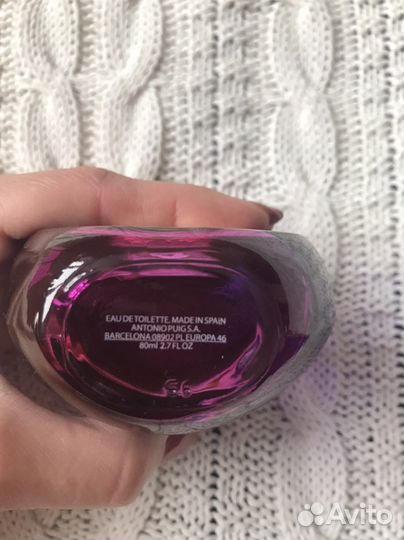 EAU DE TOILETTE. MADE IN SPAIN
ANTONIO PUIG S.A.
BARCELONA 08902 PL EUROPA 46
80ml 2.7 FL OZ
Avito